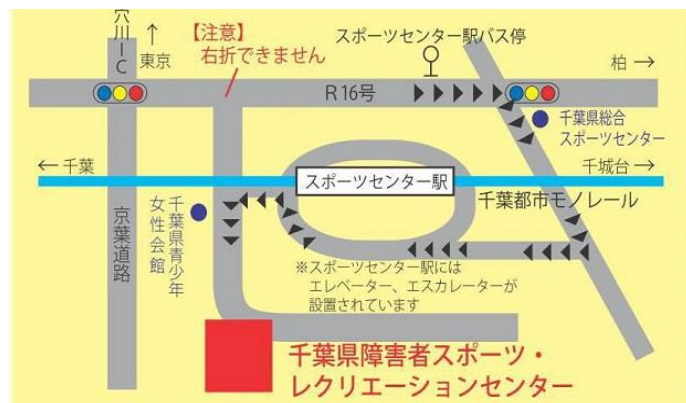 穴川IC
↑
東京
【注意】
右折できません
スポーツセンター駅バス停
柏→
R16号
千葉県総合
スポーツセンター
←千葉
スポーツセンター駅
千城台→
千葉都市モノレール
京葉道路
千葉県青少年
女性会館
※スポーツセンター駅には
エレベーター、エスカレーターが
設置されています
千葉県障害者スポーツ・
レクリエーションセンター